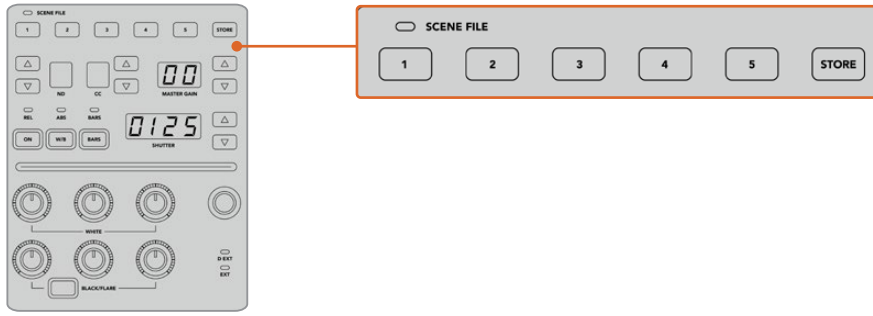 SCENE FILE
1 2 3 4 5 STORE
ND CC MASTER GAIN
00
REL ABS BARS
ON W/B BARS
0125
SHUTTER
WHITE
D-EXT
EXT
BLACK/FLARE
SCENE FILE
1 2 3 4 5 STORE